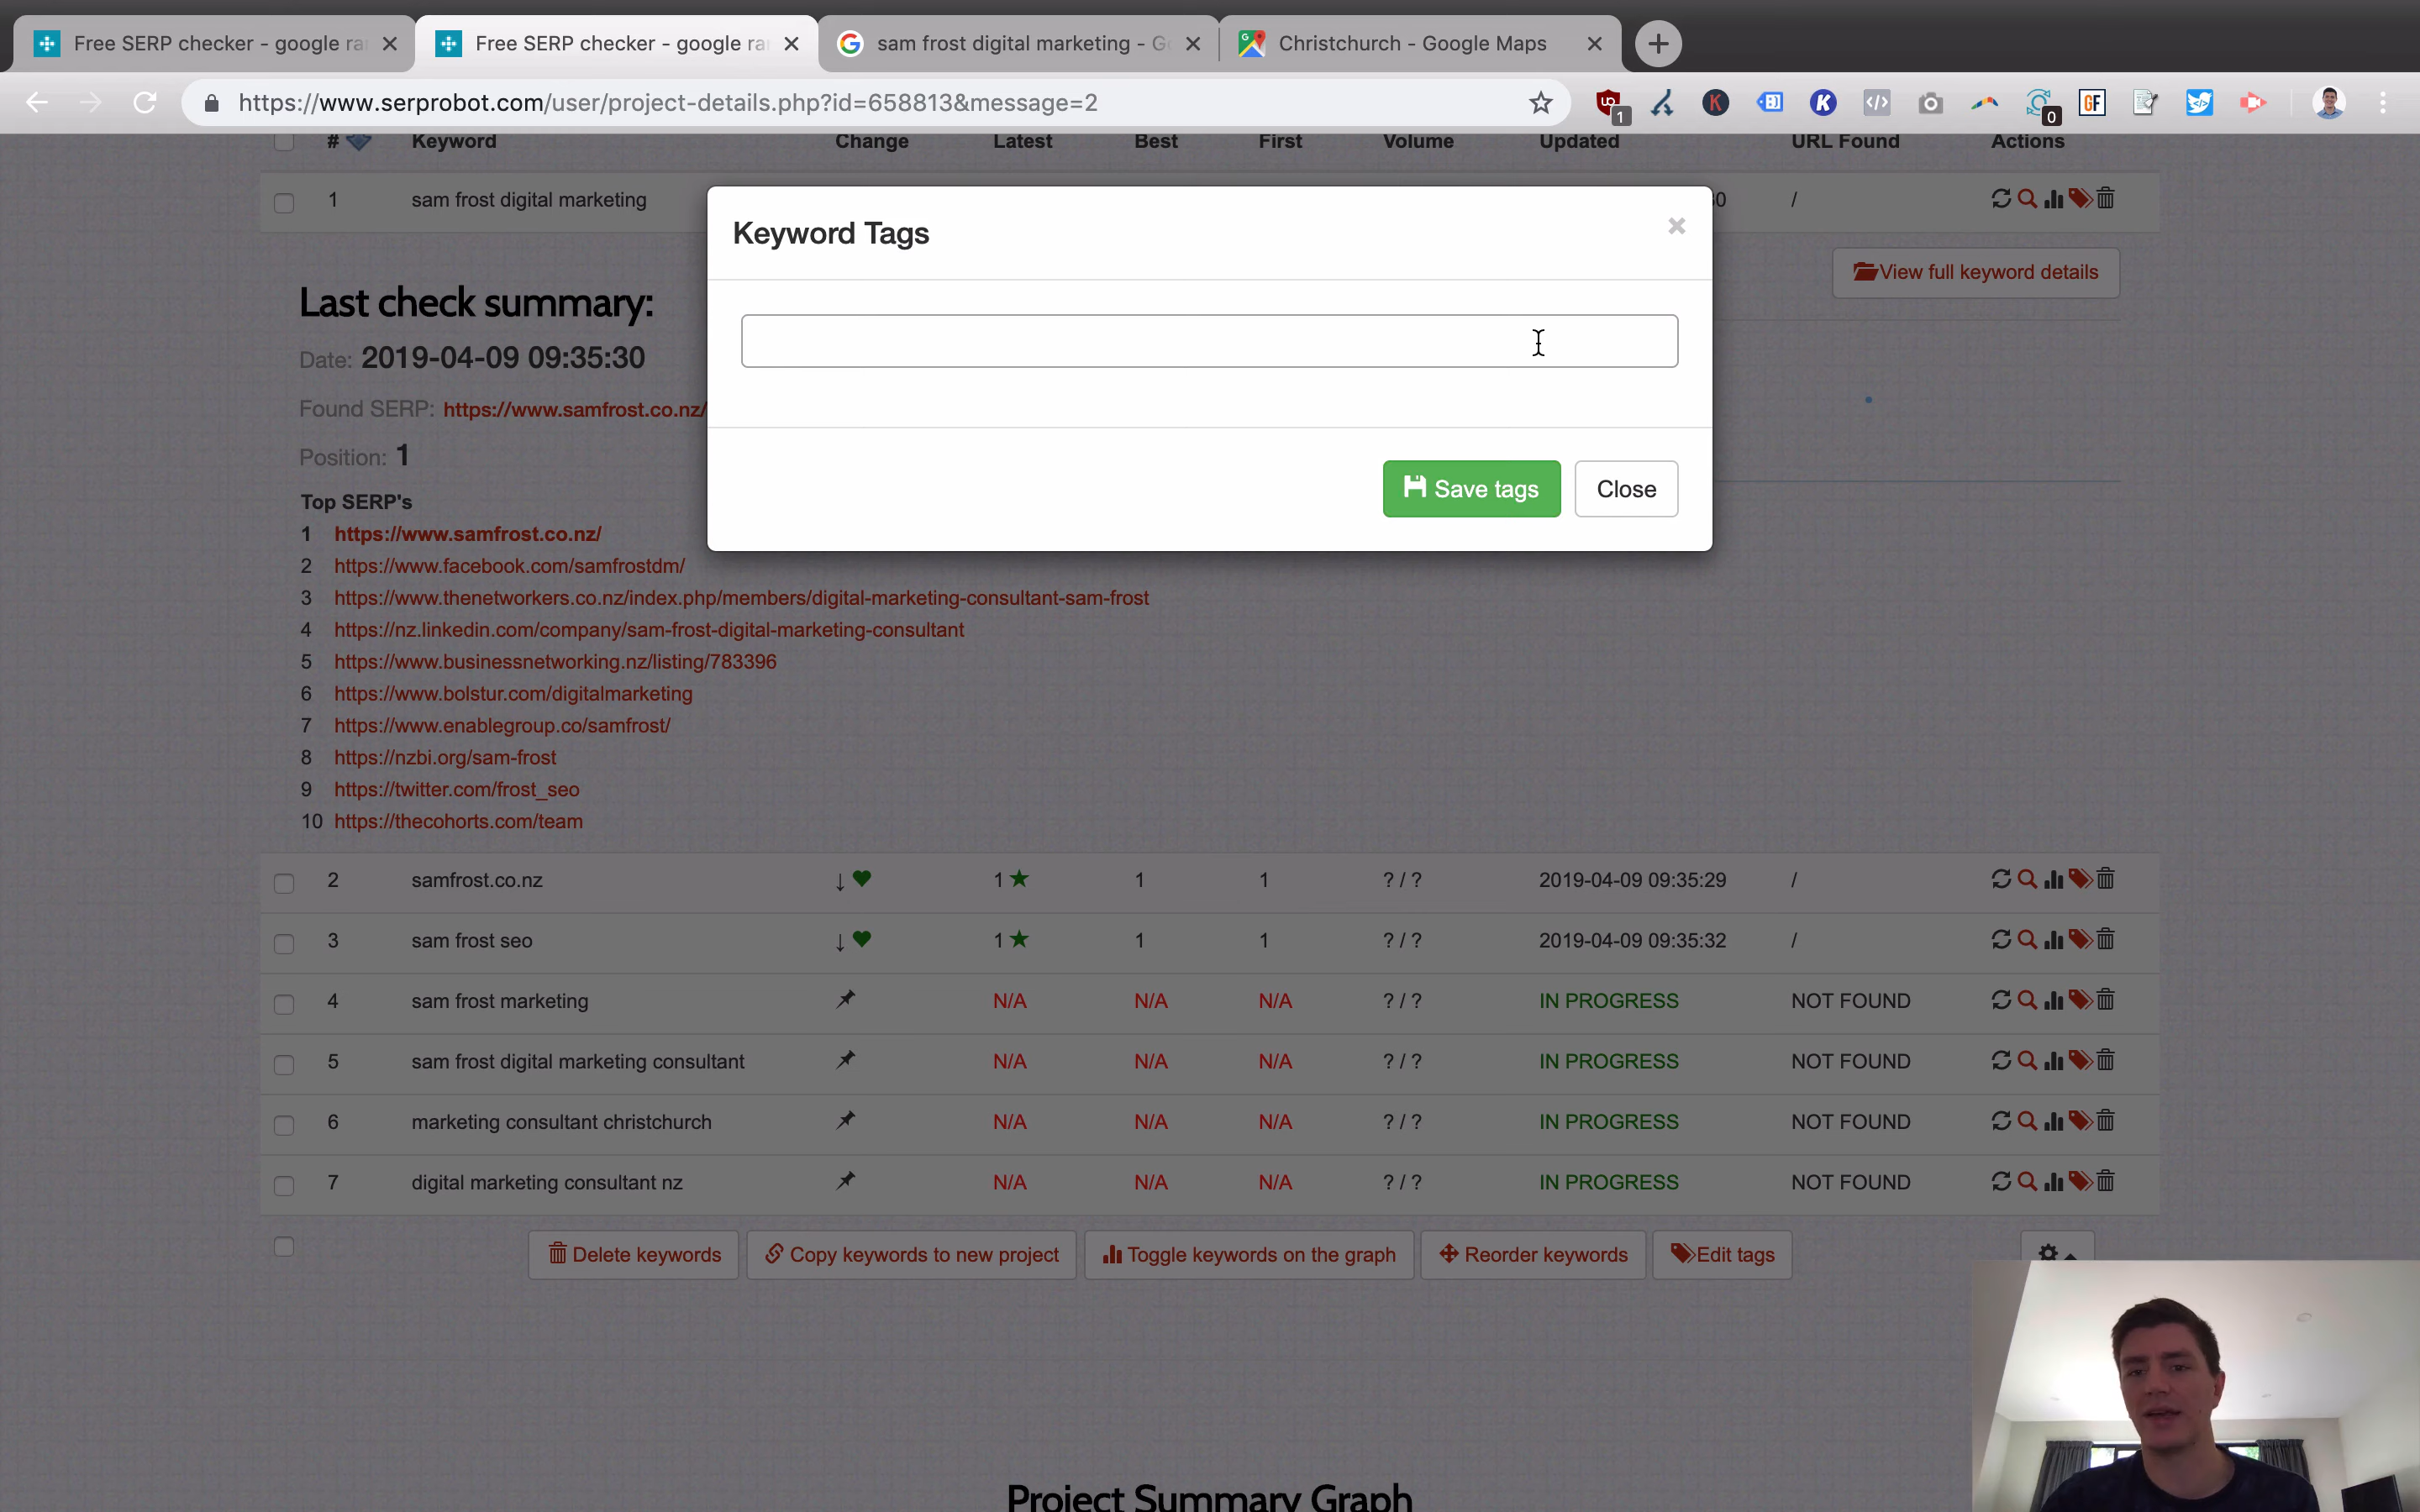 Free SERP checker - google ra
Free SERP checker - google ra
sam frost digital marketing - G
Christchurch - Google Maps
https://www.serprobot.com/user/project-details.php?id=658813&message=2
1
0
# Keyword Change Latest Best First Volume Updated URL Found Actions
1 sam frost digital marketing /
Keyword Tags
View full keyword details
Last check summary:
Date: 2019-04-09 09:35:30
Found SERP: https://www.samfrost.co.nz/
Position: 1
Save tags Close
Top SERP's
1 https://www.samfrost.co.nz/
2 https://www.facebook.com/samfrostdm/
3 https://www.thenetworkers.co.nz/index.php/members/digital-marketing-consultant-sam-frost
4 https://nz.linkedin.com/company/sam-frost-digital-marketing-consultant
5 https://www.businessnetworking.nz/listing/783396
6 https://www.bolstur.com/digitalmarketing
7 https://www.enablegroup.co/samfrost/
8 https://nzbi.org/sam-frost
9 https://twitter.com/frost_seo
10 https://thecohorts.com/team
2 samfrost.co.nz 1 1 1 ? / ? 2019-04-09 09:35:29 /
3 sam frost seo 1 1 1 ? / ? 2019-04-09 09:35:32 /
4 sam frost marketing N/A N/A N/A ? / ? IN PROGRESS NOT FOUND
5 sam frost digital marketing consultant N/A N/A N/A ? / ? IN PROGRESS NOT FOUND
6 marketing consultant christchurch N/A N/A N/A ? / ? IN PROGRESS NOT FOUND
7 digital marketing consultant nz N/A N/A N/A ? / ? IN PROGRESS NOT FOUND
Delete keywords Copy keywords to new project Toggle keywords on the graph Reorder keywords Edit tags
Project Summary Graph